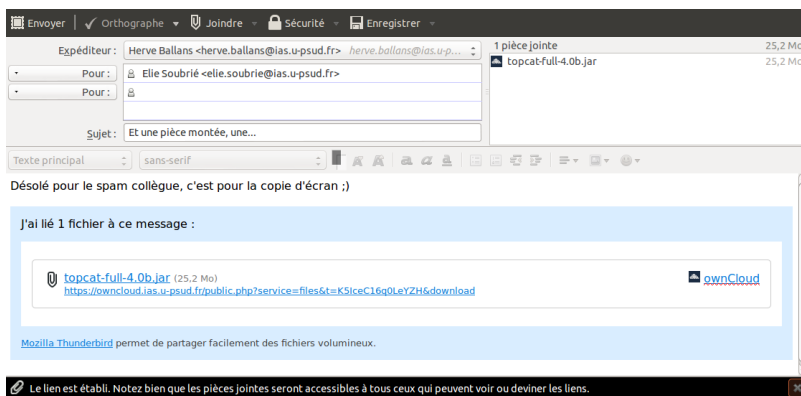 Envoyer Orthographe Joindre Sécurité Enregistrer
Expéditeur : Herve Ballans <herve.ballans@ias.u-psud.fr> herve.ballans@ias.u-p...
1 pièce jointe 25,2 Mo
topcat-full-4.0b.jar 25,2 Mo
Pour : Elie Soubrié <elie.soubrie@ias.u-psud.fr>
Pour :
Sujet : Et une pièce montée, une...
Texte principal sans-serif
Désolé pour le spam collègue, c'est pour la copie d'écran ;)
J'ai lié 1 fichier à ce message :
topcat-full-4.0b.jar (25,2 Mo) ownCloud
https://owncloud.ias.u-psud.fr/public.php?service=files&t=K5IceC16q0LeYZH&download
Mozilla Thunderbird permet de partager facilement des fichiers volumineux.
Le lien est établi. Notez bien que les pièces jointes seront accessibles à tous ceux qui peuvent voir ou deviner les liens.